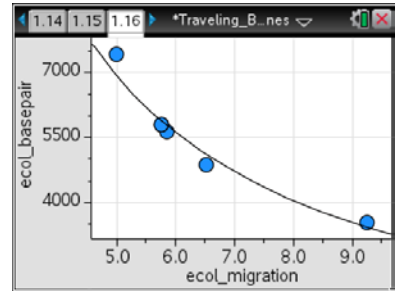 1.14 1.15 1.16 *Traveling_B...nes
7000
5500
4000
ecol_basepair
5.0 6.0 7.0 8.0 9.0
ecol_migration